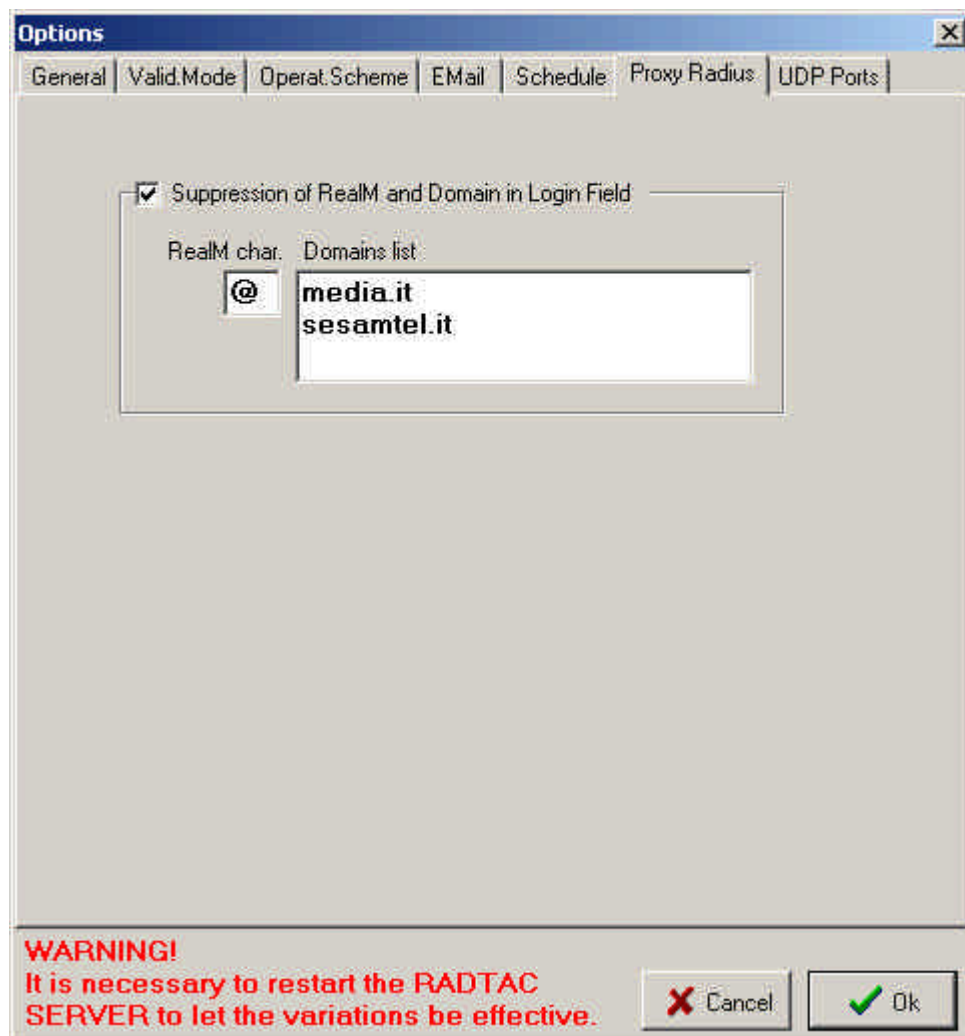 Options
General Valid.Mode Operat.Scheme EMail Schedule Proxy Radius UDP Ports
Suppression of RealM and Domain in Login Field
RealM char. Domains list
@ media.it
sesamtel.it
WARNING!
It is necessary to restart the RADTAC
SERVER to let the variations be effective.
Cancel Ok